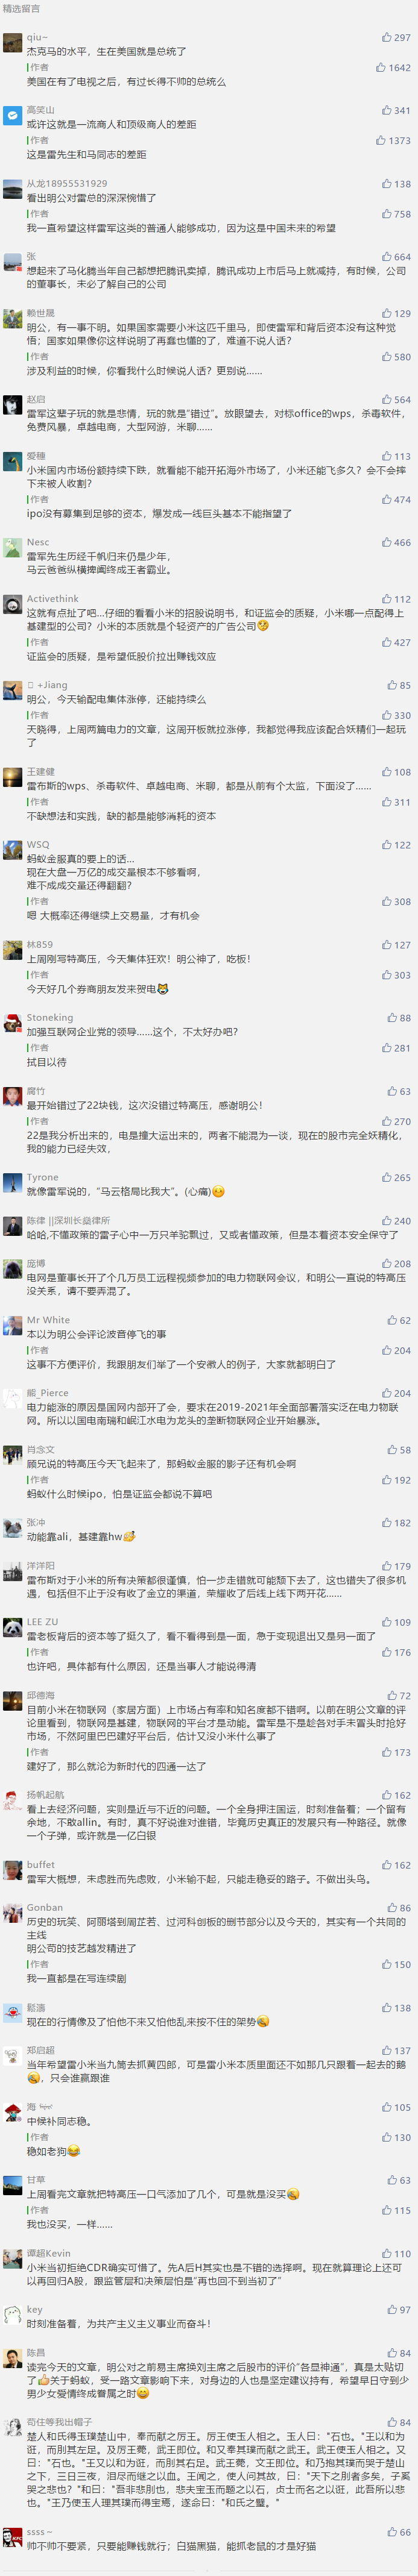 精选留言
qiu~ 297
杰克马的水平，生在美国就是总统了
作者 1642
美国在有了电视之后，有过长得不帅的总统么
高笑山 341
或许这就是一流商人和顶级商人的差距
作者 1373
这是雷先生和马同志的差距
从龙18955531929 138
看出明公对雷总的深深惋惜了
作者 758
我一直希望这样雷军这类的普通人能够成功，因为这是中国未来的希望
张 664
想起来了马化腾当年自己都想把腾讯卖掉，腾讯成功上市后马上就减持，有时候，公司
的董事长，未必了解自己的公司
赖世晟 129
明公，有一事不明。如果国家需要小米这匹千里马，即使雷军和背后资本没有这种觉
悟；国家如果像你这样说明了再蠢也懂的了，难道不说人话？
作者 580
涉及利益的时候，你看我什么时候说人话？更别说……
赵启 564
雷军这辈子玩的就是悲情，玩的就是“错过”。放眼望去，对标office的wps，杀毒软件，
免费风暴，卓越电商，大型网游，米聊……
爱穜 113
小米国内市场份额持续下跌，就看能不能开拓海外市场了，小米还能飞多久？会不会摔
下来被人收割？
作者 474
ipo没有募集到足够的资本，爆发成一线巨头基本不能指望了
Nesc 466
雷军先生历经千帆归来仍是少年，
马云爸爸纵横捭阖终成王者霸业。
Activethink 112
这就有点扯了吧...仔细的看看小米的招股说明书，和证监会的质疑，小米哪一点配得上
基建型的公司？小米的本质就是个轻资产的广告公司
作者 427
证监会的质疑，是希望低股价拉出赚钱效应
+Jiang 85
明公，今天输配电集体涨停，还能持续么
作者 330
天晓得，上周两篇电力的文章，这周开板就拉涨停，我都觉得我应该配合妖精们一起玩
了
王建健 108
雷布斯的wps、杀毒软件、卓越电商、米聊，都是从前有个太监，下面没了……
作者 311
不缺想法和实践，缺的都是能够消耗的资本
WSQ 122
蚂蚁金服真的要上的话…
现在大盘一万亿的成交量根本不够看啊，
难不成成交量还得翻翻？
作者 308
嗯 大概率还得继续上交易量，才有机会
林859 127
上周刚写特高压，今天集体狂欢！明公神了，吃板！
作者 303
今天好几个券商朋友发来贺电
Stoneking 88
加强互联网企业党的领导……这个，不太好办吧？
作者 281
拭目以待
腐竹 63
最开始错过了22块钱，这次没错过特高压，感谢明公！
作者 270
22是我分析出来的，电是撞大运出来的，两者不能混为一谈，现在的股市完全妖精化，
我的能力已经失效，
Tyrone 265
就像雷军说的，“马云格局比我大”。(心痛)
陈律 ||深圳长燊律所 240
哈哈,不懂政策的雷子心中一万只羊驼飘过，又或者懂政策，但是本着资本安全保守了
庞博 208
电网是董事长开了个几万员工远程视频参加的电力物联网会议，和明公一直说的特高压
没关系，请不要弄混了。
Mr White 62
本以为明公会评论波音停飞的事
作者 204
这事不方便评价，我跟朋友们举了一个安微人的例子，大家就都明白了
熊_Pierce 204
电力能涨的原因是国网内部开了会，要求在2019-2021年全面部署落实泛在电力物联
网。所以以国电南瑞和岷江水电为龙头的垄断物联网企业开始暴涨。
肖念文 58
顾兄说的特高压今天飞起来了，那蚂蚁金服的影子还有机会啊
作者 192
蚂蚁什么时候ipo，怕是证监会都说不算吧
张冲 182
动能靠ali，基建靠hw
洋洋阳 179
雷布斯对于小米的所有决策都很谨慎，怕一步走错就可能颓下去了，这也错失了很多机
遇，包括但不止于没有收了金立的渠道，荣耀收了后线上线下两开花……
LEE ZU 109
雷老板背后的资本等了挺久了，看不看得到是一面，急于变现退出又是另一面了
作者 176
也许吧，具体都有什么原因，还是当事人才能说得清
邱德海 72
目前小米在物联网（家居方面）上市场占有率和知名度都不错啊。以前在明公文章的评
论里看到，物联网是基建，物联网的平台才是动能。雷军是不是趁各对手未冒头时抢好
市场，不然阿里巴巴建好平台后，估计又没小米什么事了
作者 173
建好了，那么就沦为新时代的四通一达了
扬帆起航 162
看上去经济问题，实则是近与不近的问题。一个全身押注国运，时刻准备着；一个留有
余地，不敢allin。有时，真不好说谁对谁错，毕竟历史真正的发展只有一种路径。就像
一个子弹，或许就是一亿白银
buffet 162
雷军大概想，未虑胜而先虑败，小米输不起，只能走稳妥的路子。不做出头鸟。
Gonban 86
历史的玩笑、阿丽塔到周芷若、过河科创板的删节部分以及今天的，其实有一个共同的
主线
明公苟的技艺越发精进了
作者 150
我一直都是在写连续剧
鬆濤 138
现在的行情像及了怕他不来又怕他乱来按不住的架势
郑启超 137
当年希望雷小米当九筒去抓黄四郎，可是雷小米本质里面还不如那几只跟着一起去的鹅
，只会谁赢跟谁
海 105
中候补同志稳。
作者 130
稳如老狗
甘草 63
上周看完文章就把特高压一口气添加了几个，可是就是没买
作者 115
我也没买，一样……
谭超Kevin 110
小米当初拒绝CDR确实可惜了。先A后H其实也是不错的选择啊。现在就算理论上还可
以再回归A股，跟监管层和决策层怕是“再也回不到当初了”
key 97
时刻准备着，为共产主义主义事业而奋斗！
陈昌 84
读完今天的文章，明公对之前易主席换刘主席之后股市的评价“各显神通”，真是太贴切
了 关于蚂蚁，受一路文章影响下来，对身边的人也是坚定建议持有，希望早日守到少
男少女爱情终成眷属之时
苟住等我出帽子 84
楚人和氏得玉璞楚山中，奉而献之厉王。厉王使玉人相之。玉人曰："石也。"王以和为
诳，而刖其左足。及厉王薨，武王即位。和又奉其璞而献之武王。武王使玉人相之。又
曰："石也。"王又以和为诳，而刖其右足。武王薨，文王即位。和乃抱其璞而哭于楚山
之下，三日三夜，泪尽而继之以血。王闻之，使人问其故，曰："天下之刖者多矣，子奚
哭之悲也？"和曰："吾非悲刖也，悲夫宝玉而题之以石，贞士而名之以诳，此吾所以悲
也。"王乃使玉人理其璞而得宝焉，遂命曰："和氏之璧。"
ssss～ 66
帅不帅不要紧，只要能赚钱就行；白猫黑猫，能抓老鼠的才是好猫